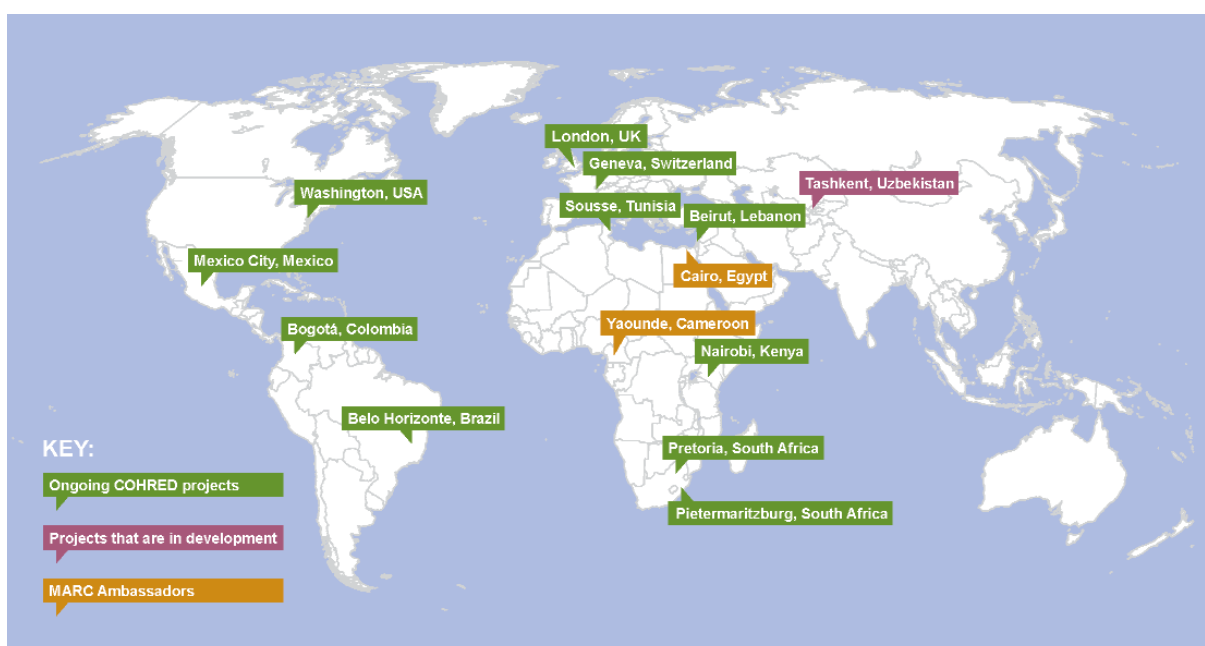 London, UK
Geneva, Switzerland
Tashkent, Uzbekistan
Washington, USA
Sousse, Tunisia
Beirut, Lebanon
Mexico City, Mexico
Cairo, Egypt
Bogotá, Colombia
Yaounde, Cameroon
Nairobi, Kenya
Belo Horizonte, Brazil
Pretoria, South Africa
Pietermaritzburg, South Africa
KEY:
Ongoing COHRED projects
Projects that are in development
MARC Ambassadors